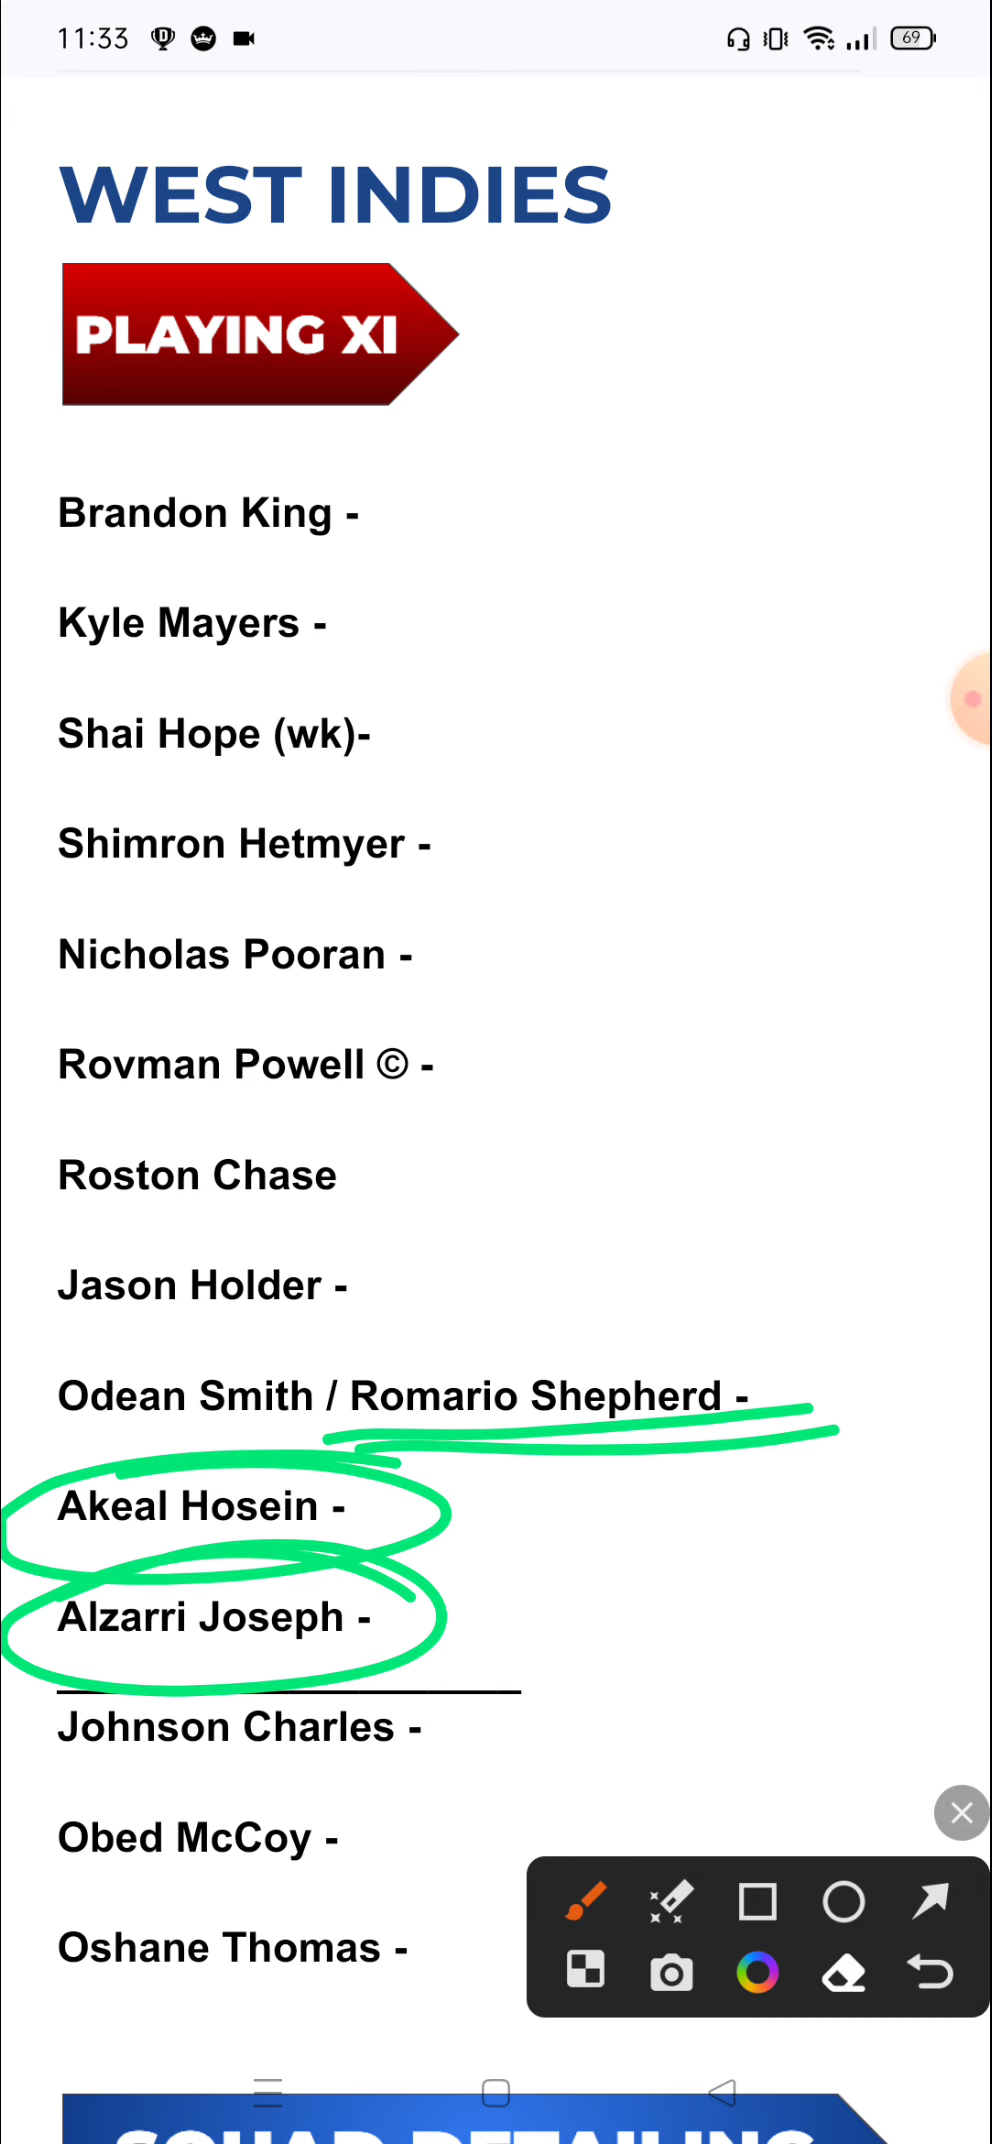 11:33
69
WEST INDIES
PLAYING XI
Brandon King -
Kyle Mayers -
Shai Hope (wk)-
Shimron Hetmyer -
Nicholas Pooran -
Rovman Powell © -
Roston Chase
Jason Holder -
Odean Smith / Romario Shepherd -
Akeal Hosein -
Alzarri Joseph -
Johnson Charles -
Obed McCoy -
Oshane Thomas -
SQUAD DETAILING